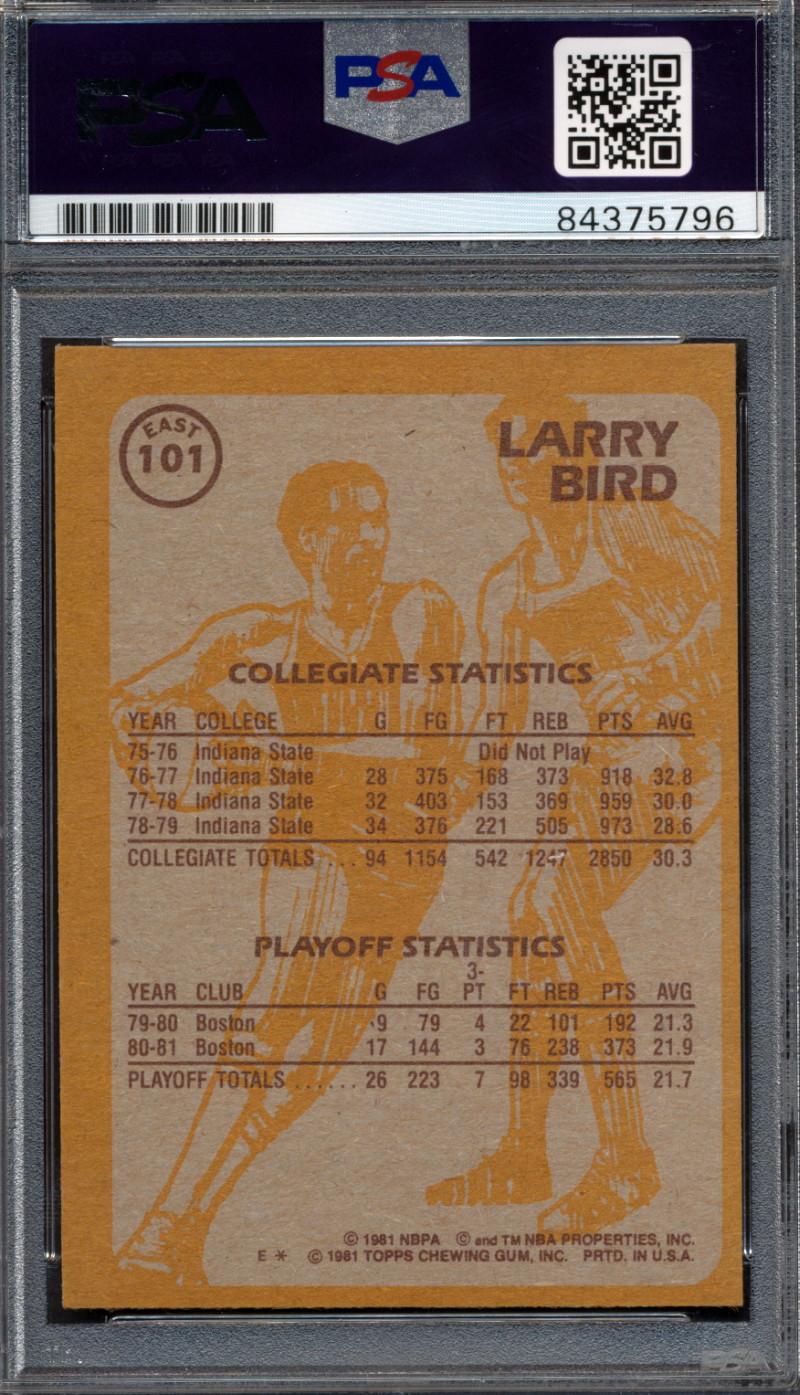 PSA
PSA
84375796
EAST
101
LARRY
BIRD
COLLEGIATE STATISTICS
YEAR COLLEGE G FG FT REB PTS AVG
75-76 Indiana State Did Not Play
76-77 Indiana State 28 375 168 373 918 32.8
77-78 Indiana State 32 403 153 369 959 30.0
78-79 Indiana State 34 376 221 505 973 28.6
COLLEGIATE TOTALS ... 94 1154 542 1247 2850 30.3
PLAYOFF STATISTICS
YEAR CLUB G FG 3-PT FT REB PTS AVG
79-80 Boston 9 79 4 22 101 192 21.3
80-81 Boston 17 144 3 76 238 373 21.9
PLAYOFF TOTALS ...... 26 223 7 98 339 565 21.7
© 1981 NBPA © and TM NBA PROPERTIES, INC.
E * © 1981 TOPPS CHEWING GUM, INC. PRTD. IN U.S.A.
PSA